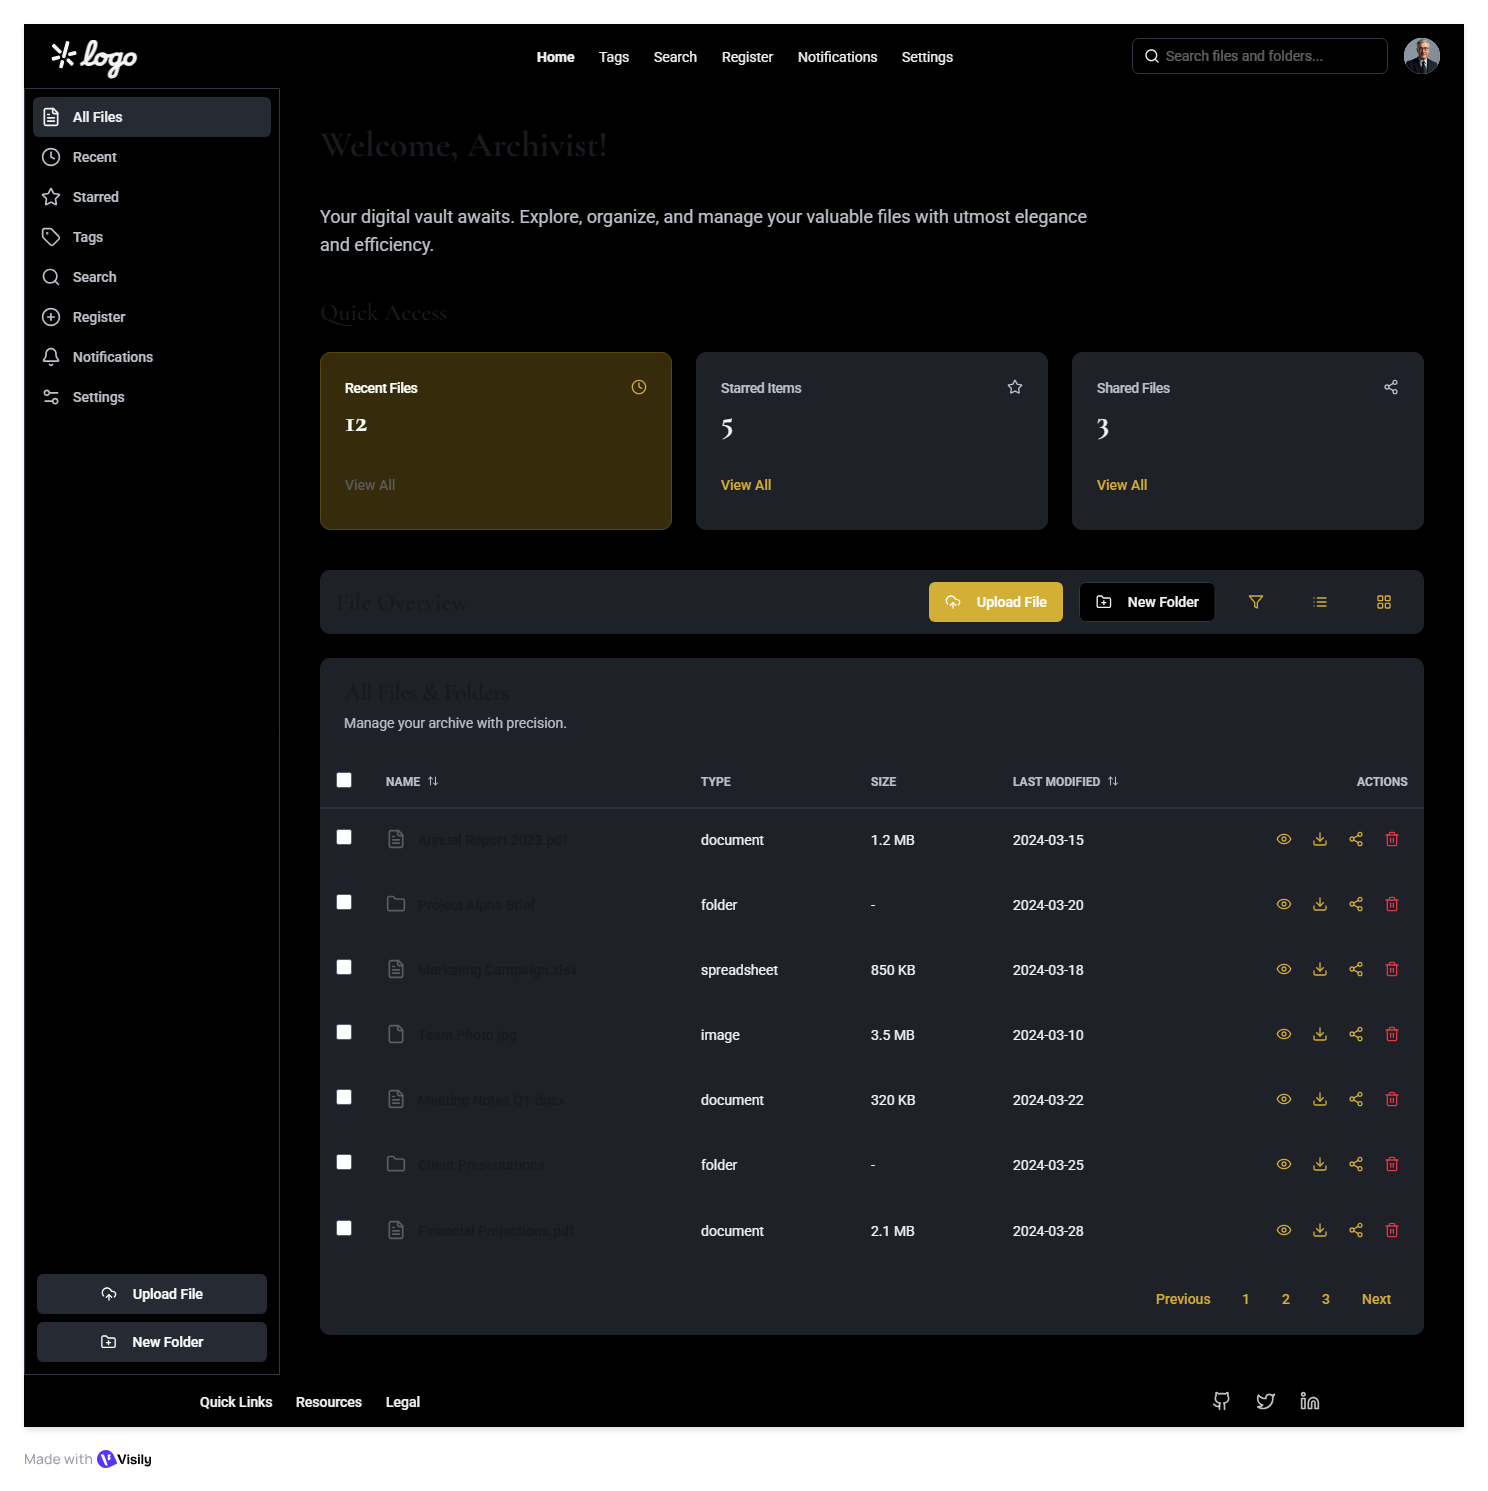 logo
Home Tags Search Register Notifications Settings
Search files and folders...
All Files
Recent
Starred
Tags
Search
Register
Notifications
Settings
Upload File
New Folder
Welcome, Archivist!
Your digital vault awaits. Explore, organize, and manage your valuable files with utmost elegance
and efficiency.
Quick Access
Recent Files
12
View All
Starred Items
5
View All
Shared Files
3
View All
File Overview
Upload File New Folder
All Files & Folders
Manage your archive with precision.
NAME TYPE SIZE LAST MODIFIED ACTIONS
Annual Report 2023.pdf document 1.2 MB 2024-03-15
Project Alpha Brief folder - 2024-03-20
Marketing Campaign.xlsx spreadsheet 850 KB 2024-03-18
Team Photo.jpg image 3.5 MB 2024-03-10
Meeting Notes Q1.docx document 320 KB 2024-03-22
Client Presentations folder - 2024-03-25
Financial Projections.pdf document 2.1 MB 2024-03-28
Previous 1 2 3 Next
Quick Links Resources Legal
Made with Visily